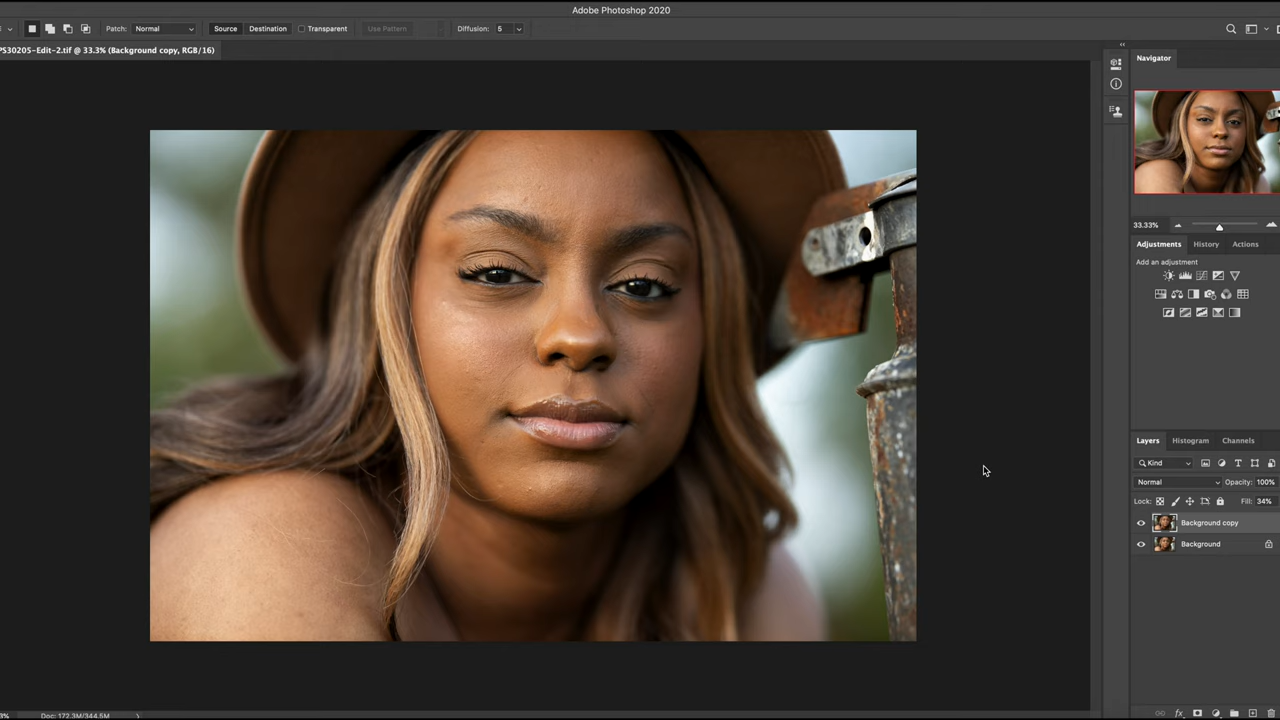 Adobe Photoshop 2020
Patch: Normal Source Destination Transparent Use Pattern Diffusion: 5
PS30205-Edit-2.tif @ 33.3% (Background copy, RGB/16)
Navigator
33.33%
Adjustments History Actions
Add an adjustment
Layers Histogram Channels
Kind
Normal Opacity: 100%
Lock: Fill: 34%
Background copy
Background
fx
Doc: 172.3M/344.5M